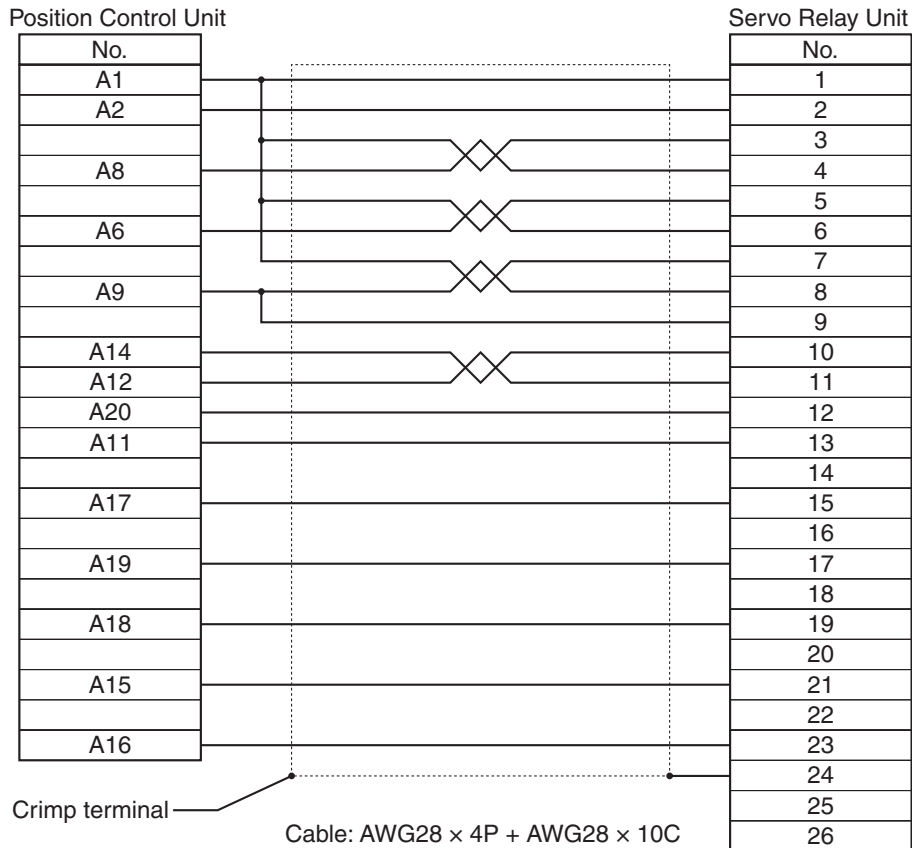 Position Control Unit Servo Relay Unit
No. No.
A1 1
A2 2
3
A8 4
5
A6 6
7
A9 8
9
A14 10
A12 11
A20 12
A11 13
14
A17 15
16
A19 17
18
A18 19
20
A15 21
22
A16 23
24
Crimp terminal 25
Cable: AWG28 × 4P + AWG28 × 10C 26